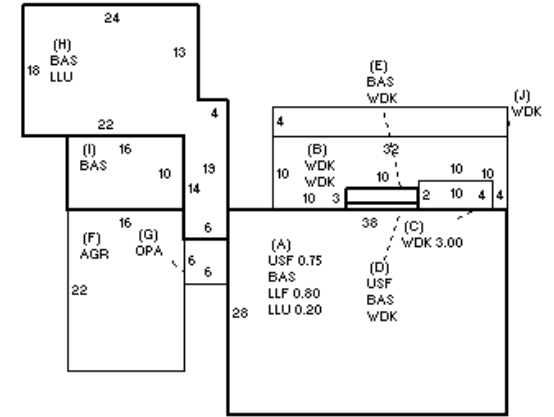 24
(H)
BAS
LLU
13
18
(E)
BAS
WDK
(J)
WDK
4
4
22
(I)
BAS
16
10
19
14
(B)
WDK
WDK
32
10
10
10
3
10
10
2
10
4
4
10
6
38
(C)
WDK 3.00
16
(F)
AGR
(G)
OPA
6
6
22
(A)
USF 0.75
BAS
LLF 0.80
LLU 0.20
(D)
USF
BAS
WDK
28